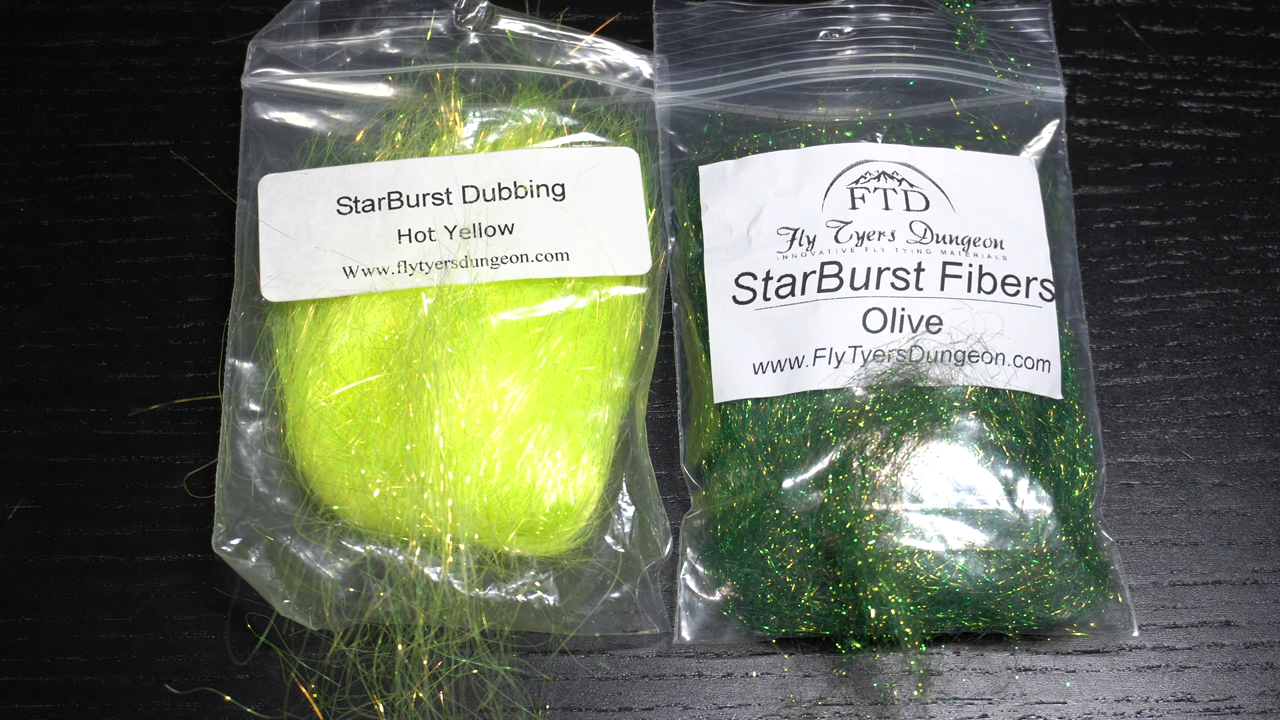 StarBurst Dubbing
Hot Yellow
Www.flytyersdungeon.com
FTD
Fly Tyers Dungeon
INNOVATIVE FLY TYING MATERIALS
StarBurst Fibers
Olive
www.FlyTyersDungeon.com